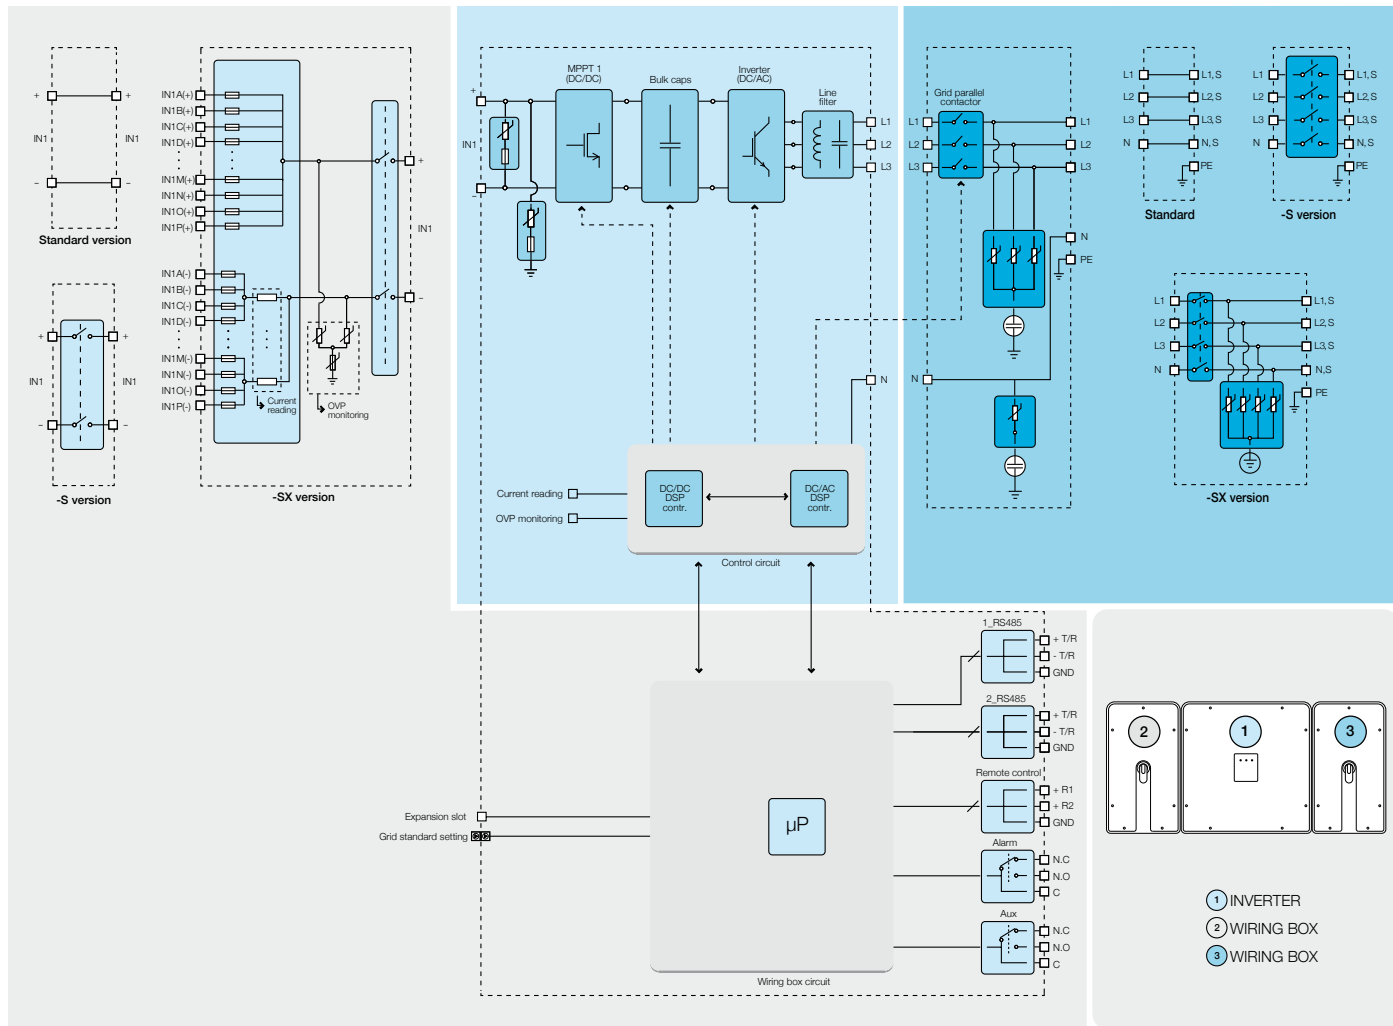 +
+
IN1
IN1
−
−
Standard version
+
+
IN1
IN1
−
−
-S version
IN1A(+)
IN1B(+)
IN1C(+)
IN1D(+)
IN1M(+)
IN1N(+)
IN1O(+)
IN1P(+)
IN1A(-)
IN1B(-)
IN1C(-)
IN1D(-)
IN1M(-)
IN1N(-)
IN1O(-)
IN1P(-)
Current
reading
OVP
monitoring
+
IN1
−
-SX version
+
IN1
−
MPPT 1
(DC/DC)
Bulk caps
Inverter
(DC/AC)
Line
filter
L1
L2
L3
N
Current reading
OVP monitoring
DC/DC
DSP
contr.
DC/AC
DSP
contr.
Control circuit
Grid parallel
contactor
L1
L2
L3
N
L1
L2
L3
N
PE
L1
L2
L3
N
L1, S
L2, S
L3, S
N, S
PE
Standard
L1
L2
L3
N
L1, S
L2, S
L3, S
N, S
PE
-S version
L1
L2
L3
N
L1, S
L2, S
L3, S
N, S
PE
-SX version
Expansion slot
Grid standard setting
µP
Wiring box circuit
1_RS485
+ T/R
- T/R
GND
2_RS485
+ T/R
- T/R
GND
Remote control
+ R1
+ R2
GND
Alarm
N.C
N.O
C
Aux
N.C
N.O
C
2
1
3
1 INVERTER
2 WIRING BOX
3 WIRING BOX